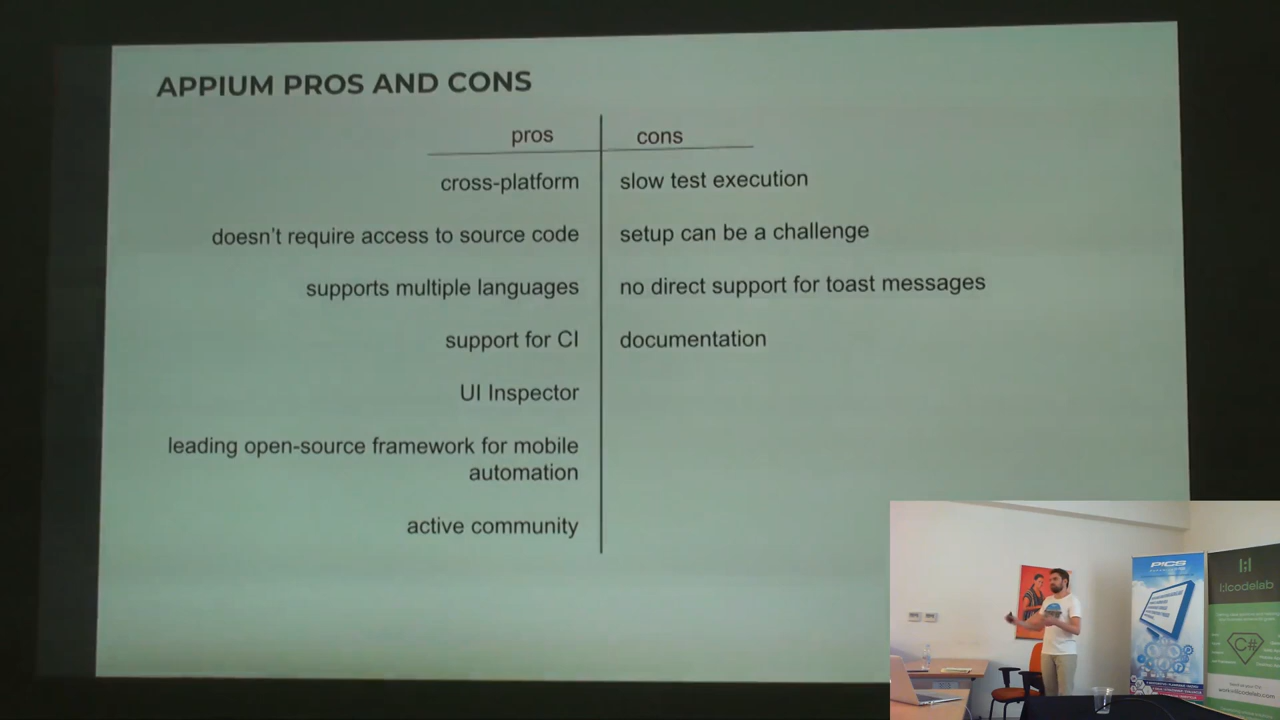 APPIUM PROS AND CONS
pros
cons
cross-platform
slow test execution
doesn't require access to source code
setup can be a challenge
supports multiple languages
no direct support for toast messages
support for CI
documentation
UI Inspector
leading open-source framework for mobile
automation
active community
PICS
codelab
C#